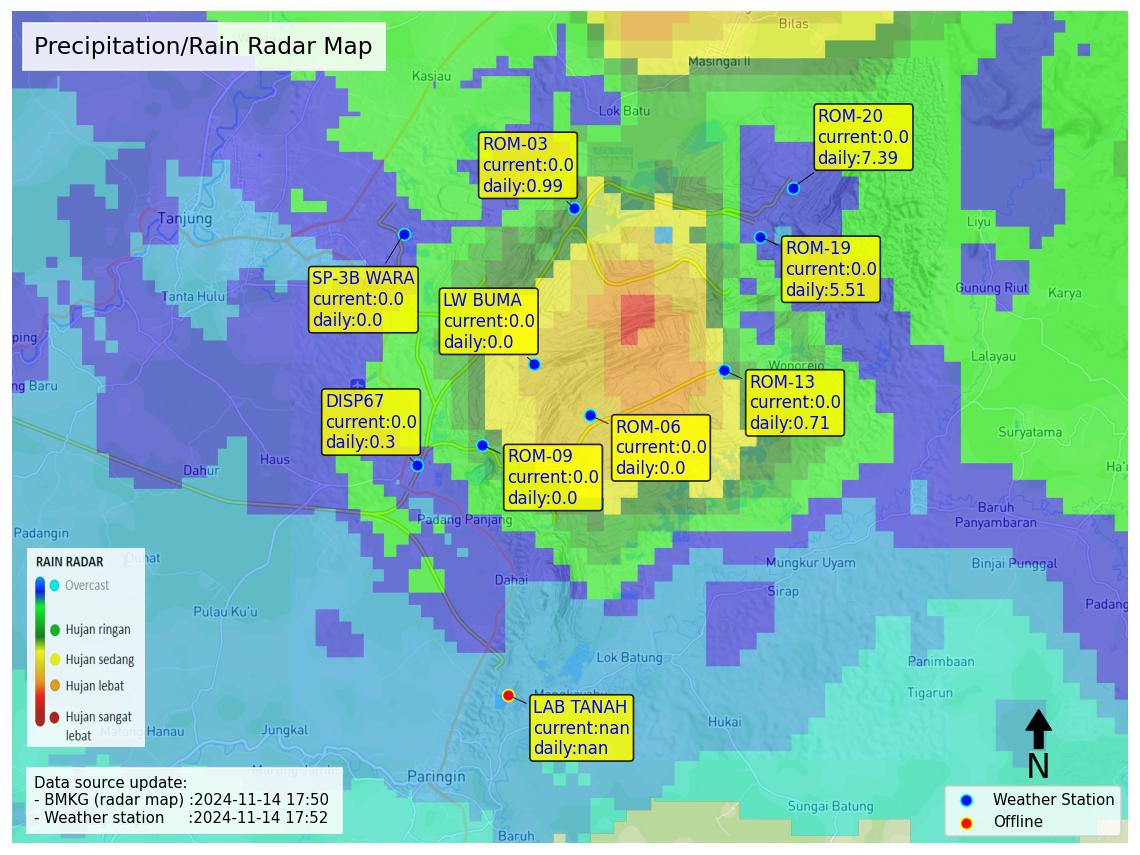 Precipitation/Rain Radar Map
Bilas
Masingai II
Kasjau
Lok Batu
ROM-20
current:0.0
daily:7.39
ROM-03
current:0.0
daily:0.99
Tanjung
Liyu
ROM-19
current:0.0
daily:5.51
SP-3B WARA
current:0.0
daily:0.0
Tanta Hulu
LW BUMA
current:0.0
daily:0.0
Gunung Riut
Karya
ping
Lalayau
Wonorejo
ng Baru
ROM-13
current:0.0
daily:0.71
DISP67
current:0.0
daily:0.3
ROM-06
current:0.0
daily:0.0
Suryatama
ROM-09
current:0.0
daily:0.0
Haus
Dahur
Ha'u
Padang Panjang
Baruh
Panyambaran
Padangin
Mungkur Uyam
Binjai Punggal
Dahai
Sirap
Padang
RAIN RADAR
Overcast
Hujan ringan
Hujan sedang
Hujan lebat
Hujan sangat
lebat
Pulau Ku'u
Lok Batung
Panimbaan
Tigarun
LAB TANAH
current:nan
daily:nan
Hukai
Jungkal
Manau
Paringin
N
Data source update:
- BMKG (radar map) :2024-11-14 17:50
- Weather station :2024-11-14 17:52
Sungai Batung
Weather Station
Offline
Baruh